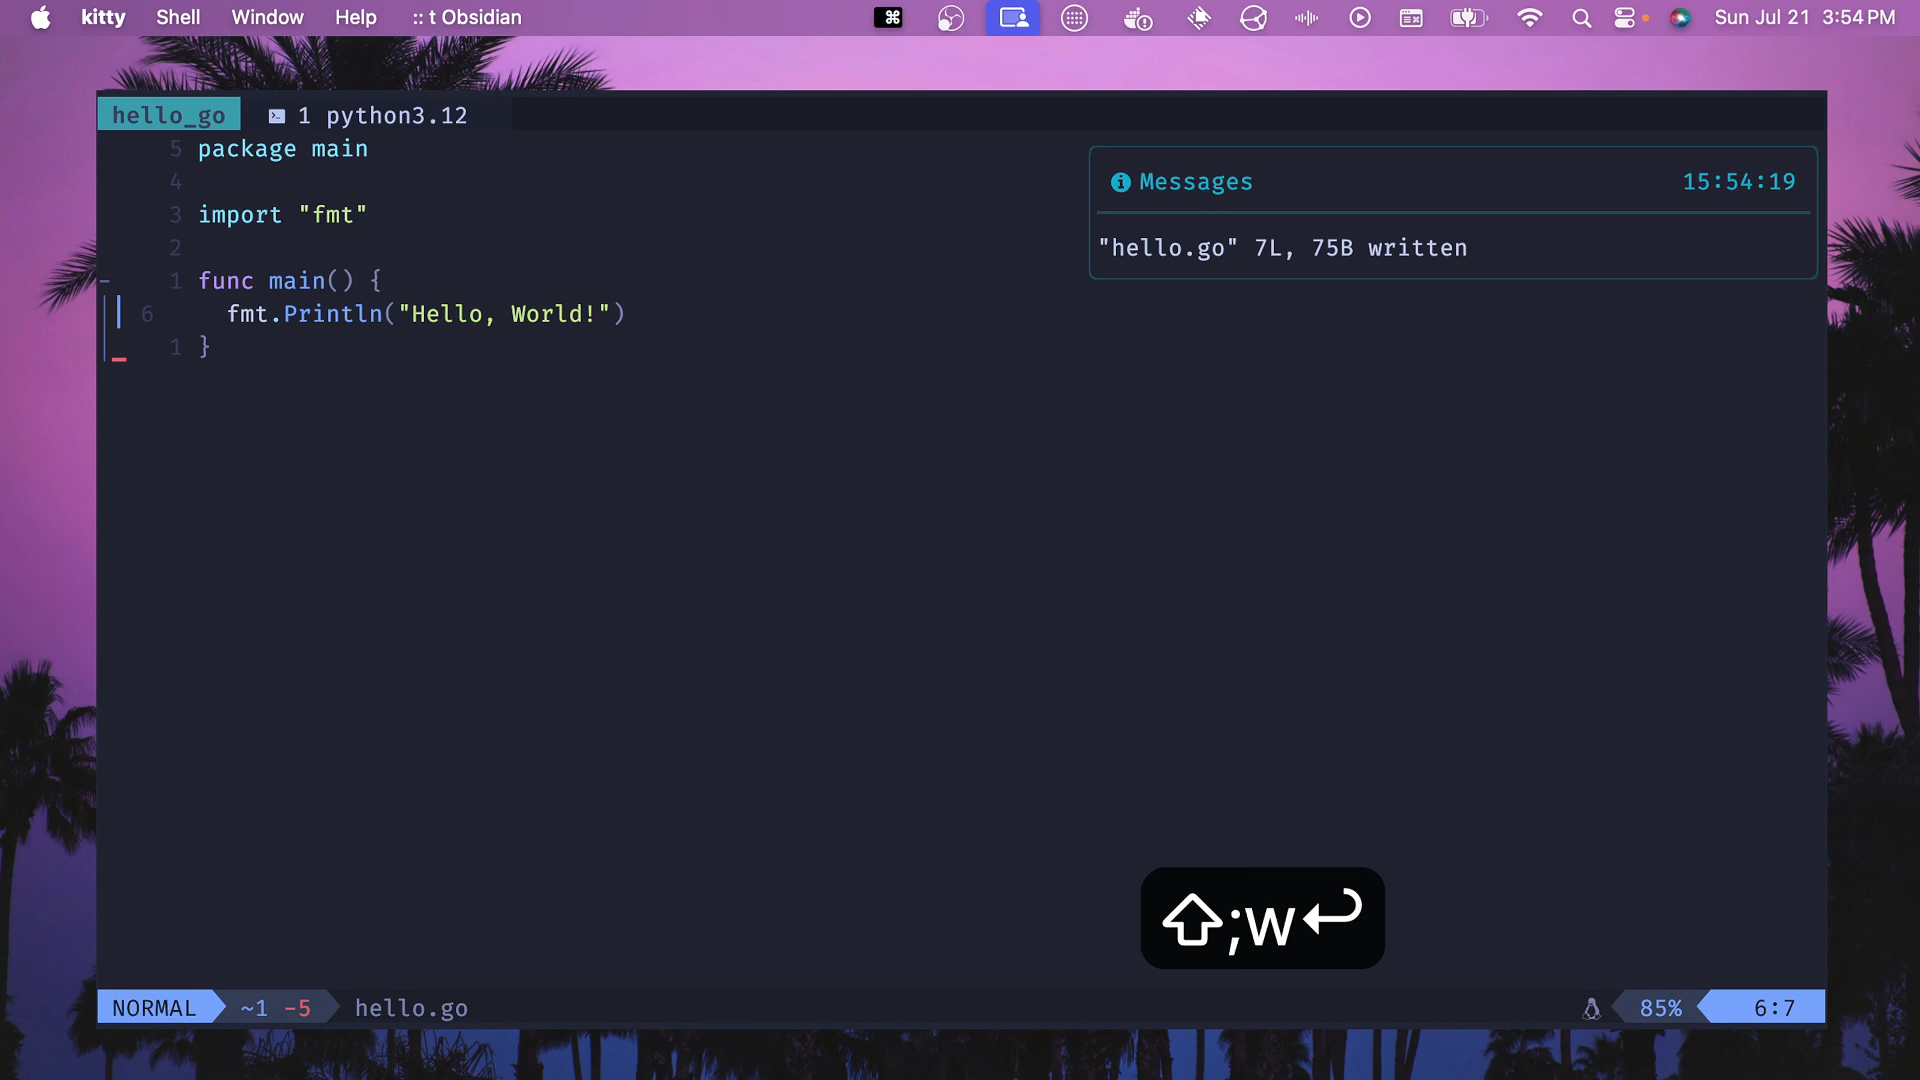 kitty Shell Window Help :: t Obsidian ⌘ Sun Jul 21 3:54 PM
hello_go 1 python3.12
5 package main
4
3 import "fmt"
2
1 func main() {
6 fmt.Println("Hello, World!")
1 }
Messages 15:54:19
"hello.go" 7L, 75B written
⇧;w↩
NORMAL ~1 -5 hello.go 85% 6:7